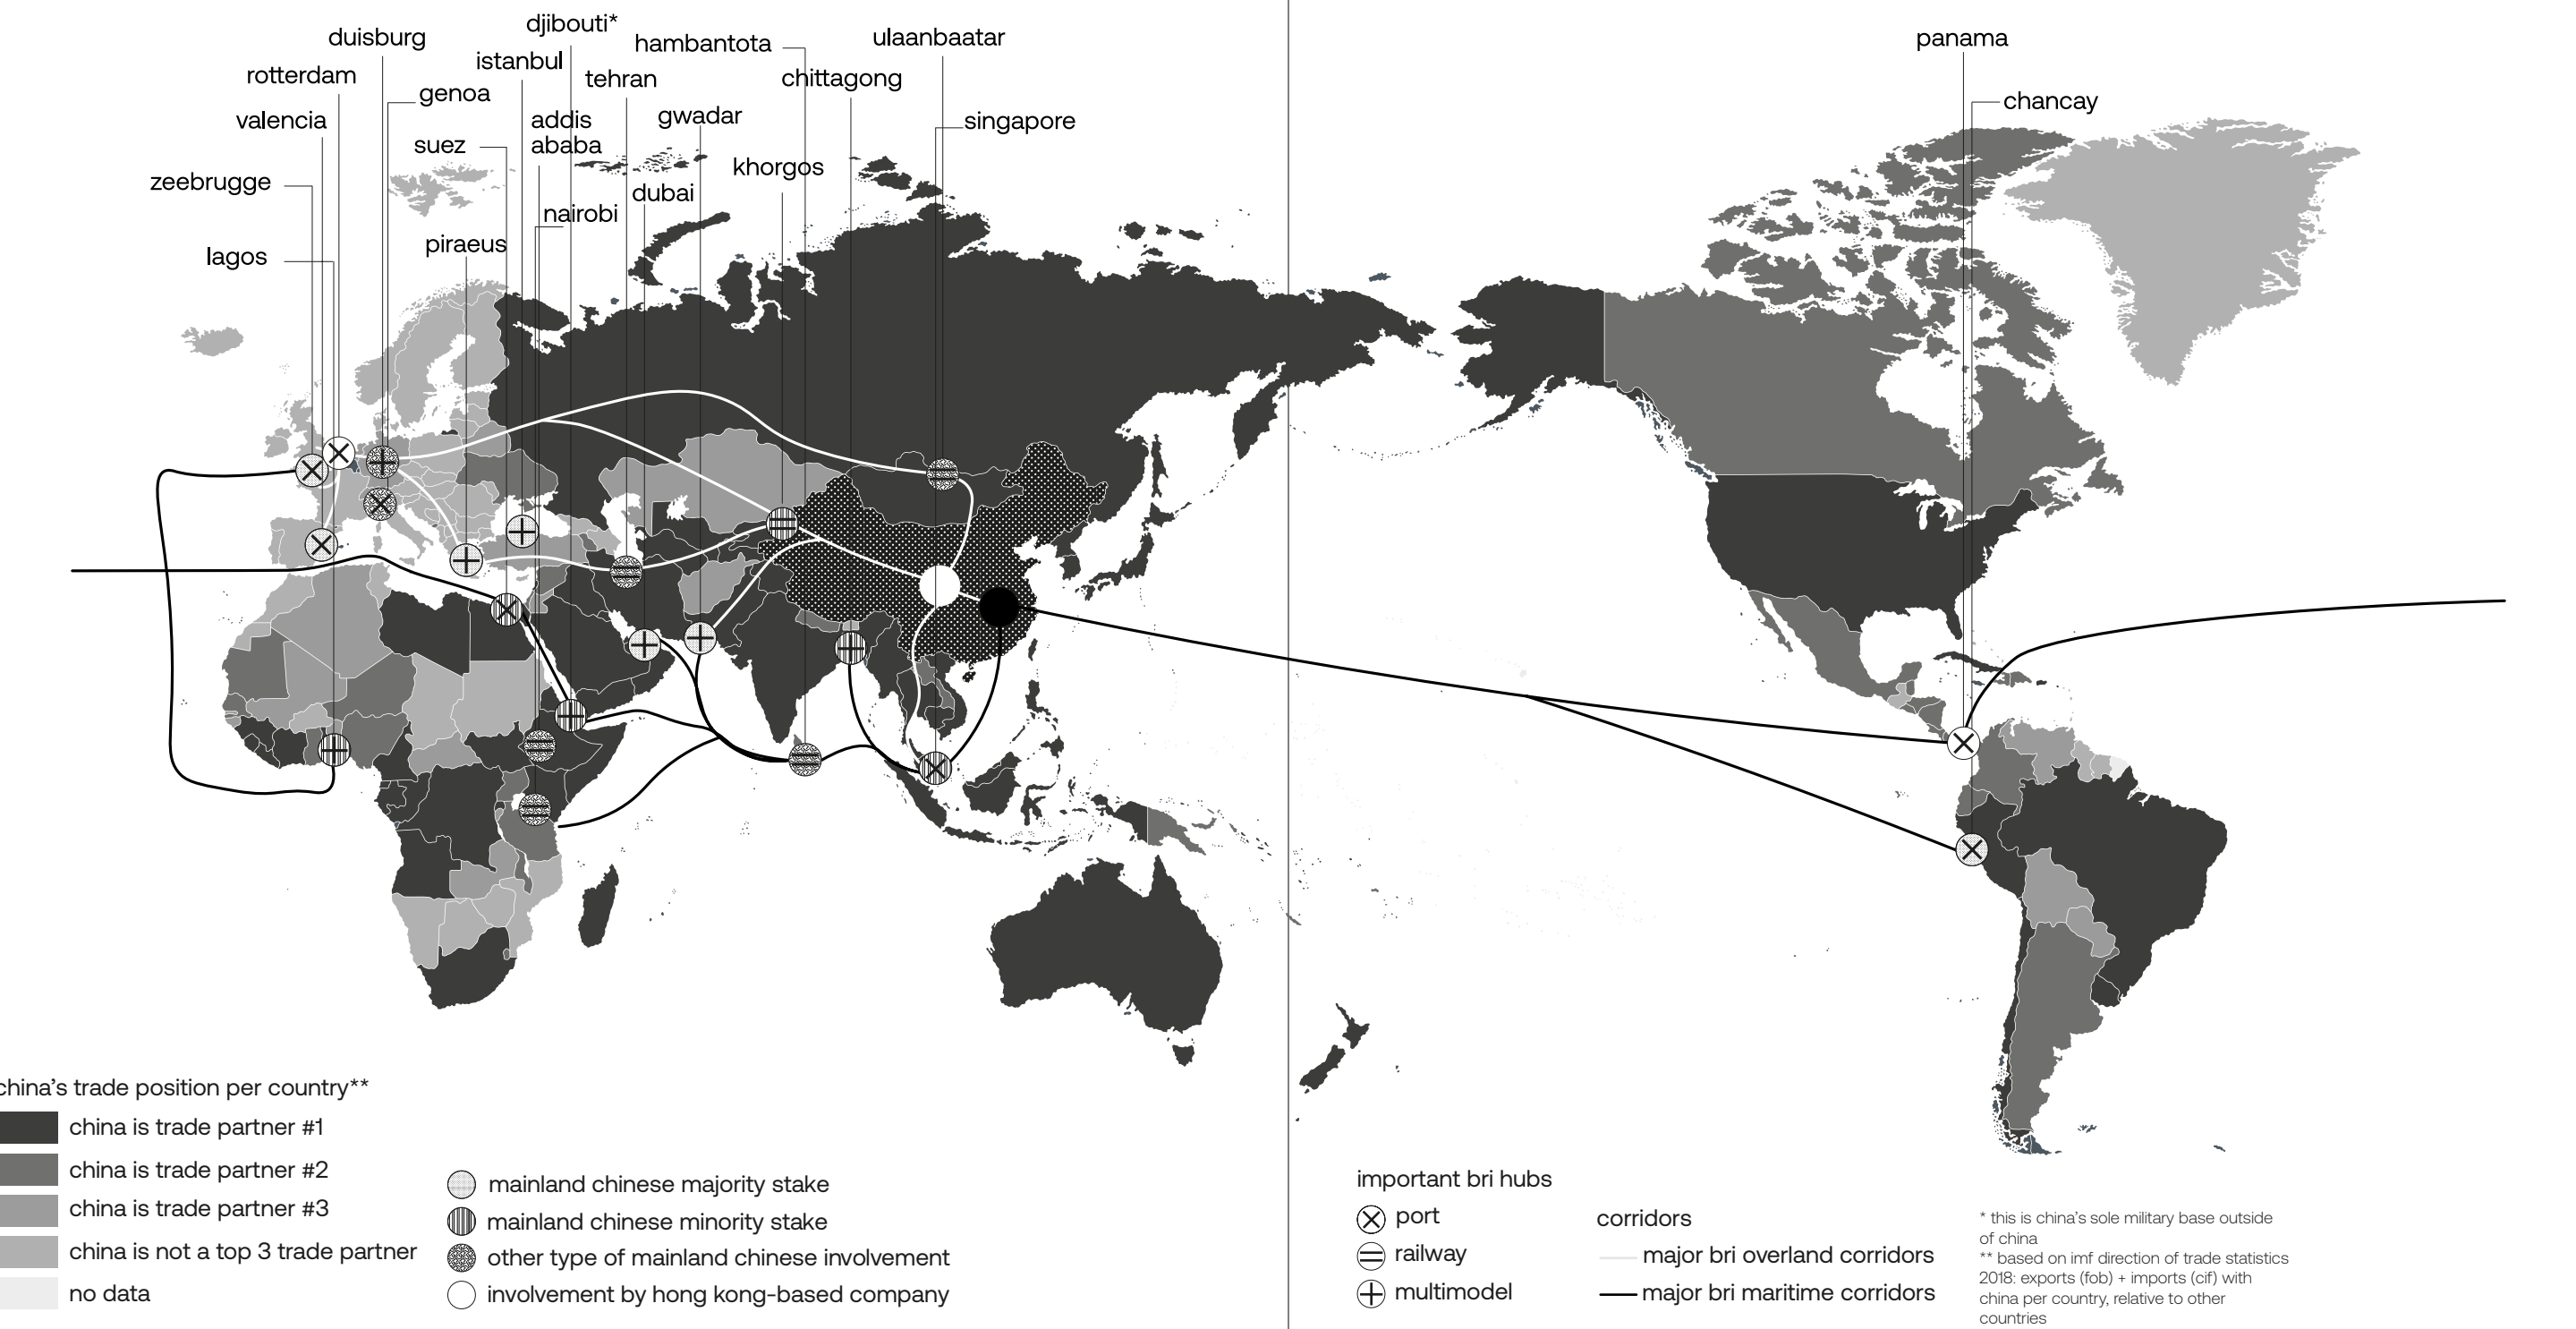 djibouti*
duisburg
hambantota
ulaanbaatar
panama
istanbul
rotterdam
tehran
chittagong
genoa
chancay
valencia
addis
ababa
gwadar
singapore
suez
khorgos
zeebrugge
dubai
nairobi
piraeus
lagos
china's trade position per country**
china is trade partner #1
china is trade partner #2
china is trade partner #3
china is not a top 3 trade partner
no data
mainland chinese majority stake
mainland chinese minority stake
other type of mainland chinese involvement
involvement by hong kong-based company
important bri hubs
port
railway
multimodel
corridors
major bri overland corridors
major bri maritime corridors
* this is china's sole military base outside
of china
** based on imf direction of trade statistics
2018: exports (fob) + imports (cif) with
china per country, relative to other
countries